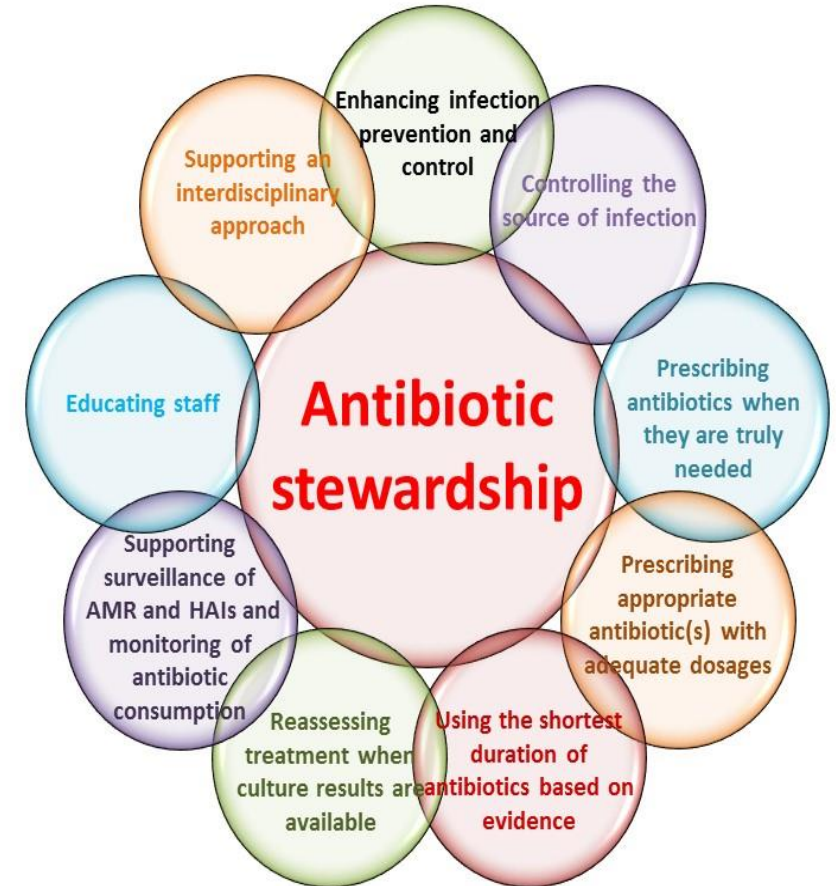 Enhancing infection
prevention and
control
Controlling the
source of infection
Prescribing
antibiotics when
they are truly
needed
Prescribing
appropriate
antibiotic(s) with
adequate dosages
Using the shortest
duration of
antibiotics based on
evidence
Reassessing
treatment when
culture results are
available
Supporting
surveillance of
AMR and HAIs and
monitoring of
antibiotic
consumption
Educating staff
Supporting an
interdisciplinary
approach
Antibiotic
stewardship